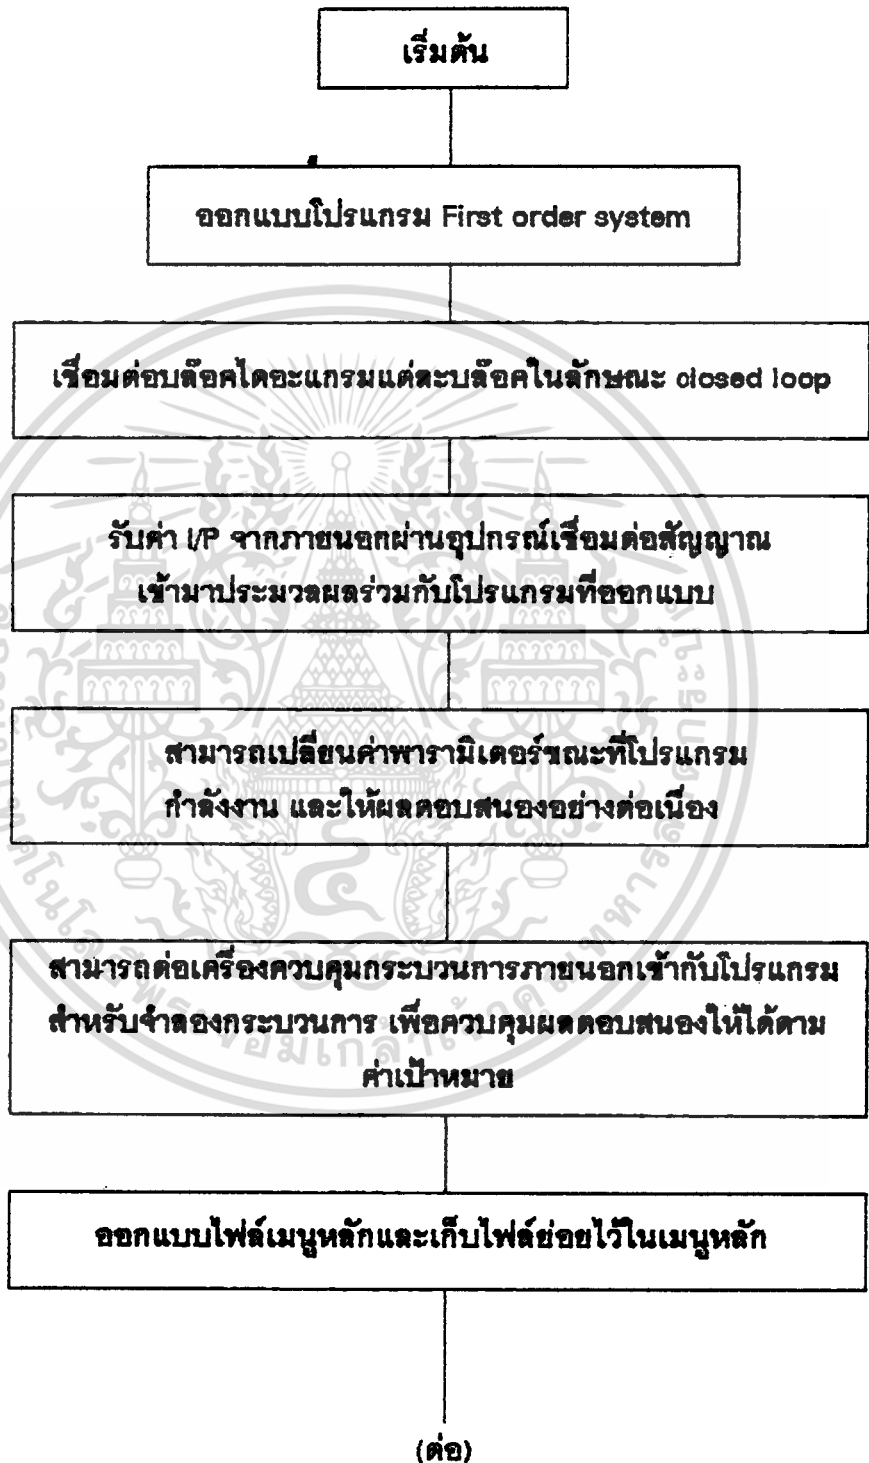 เริ่มต้น
ออกแบบโปรแกรม First order system
เชื่อมต่อบล๊อคไดอะแกรมแต่ละบล๊อคในลักษณะ closed loop
รับค่า I/P จากภายนอกผ่านอุปกรณ์เชื่อมต่อสัญญาณ
เข้ามาประมวลผลร่วมกับโปรแกรมที่ออกแบบ
สามารถเปลี่ยนค่าพารามิเตอร์ขณะที่โปรแกรม
กำลังงาน และให้ผลตอบสนองอย่างต่อเนื่อง
สามารถต่อเครื่องควบคุมกระบวนการภายนอกเข้ากับโปรแกรม
สำหรับจำลองกระบวนการ เพื่อควบคุมผลตอบสนองให้ได้ตาม
ค่าเป้าหมาย
ออกแบบไฟล์เมนูหลักและเก็บไฟล์ย่อยไว้ในเมนูหลัก
(ต่อ)